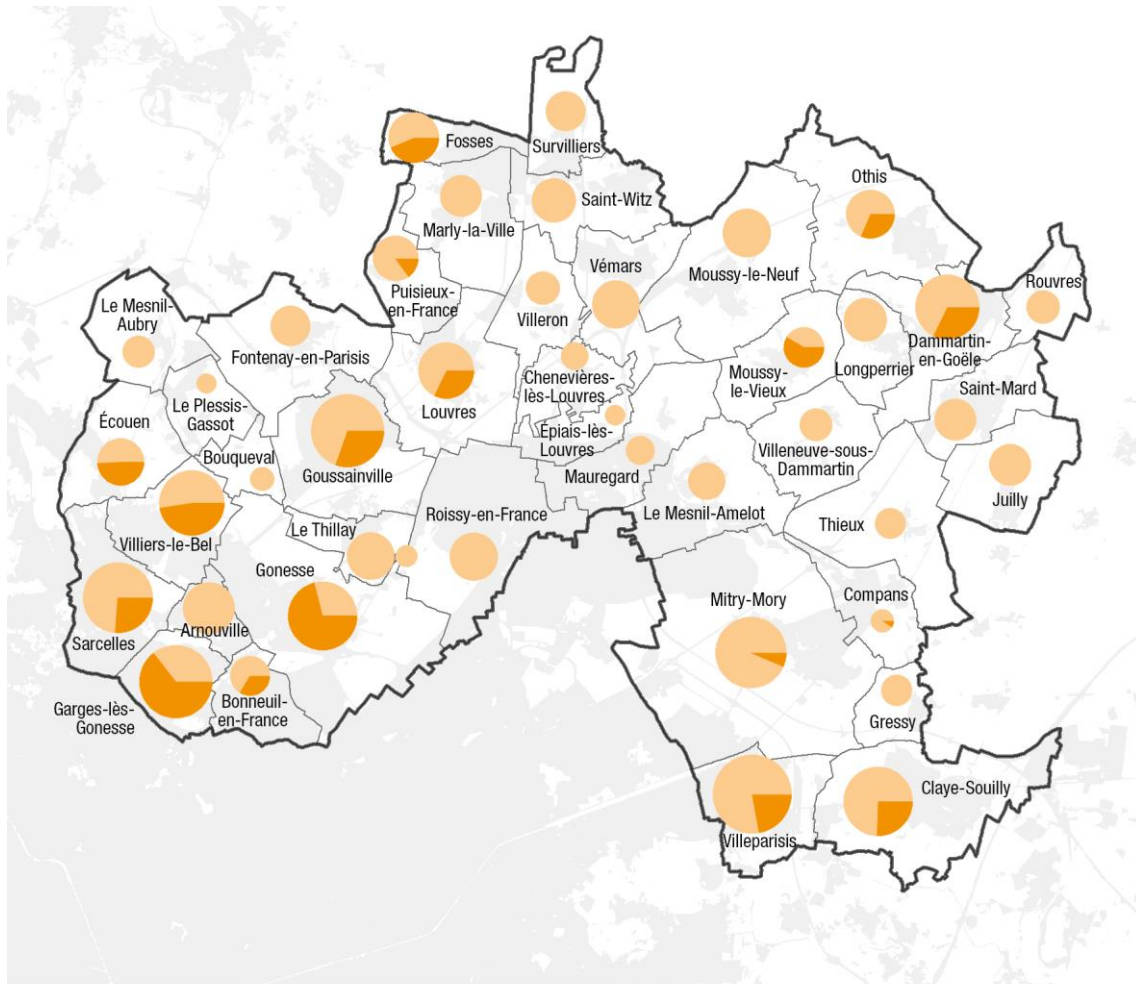 Fosses
Survilliers
Othis
Saint-Witz
Marly-la-Ville
Vémars
Moussy-le-Neuf
Puisieux-
en-France
Rouvres
Le Mesnil-
Aubry
Villeron
Fontenay-en-Parisis
Dammartin-
en-Goële
Moussy-
le-Vieux
Longperrier
Chenevières-
lès-Louvres
Louvres
Saint-Mard
Le Plessis-
Gassot
Écouen
Épiais-lès-
Louvres
Villeneuve-sous-
Dammartin
Bouqueval
Goussainville
Mauregard
Juilly
Roissy-en-France
Le Mesnil-Amelot
Thieux
Le Thillay
Villiers-le-Bel
Gonesse
Compans
Mitry-Mory
Arnouville
Sarcelles
Garges-lès-
Gonesse
Bonneuil-
en-France
Gressy
Claye-Souilly
Villeparisis